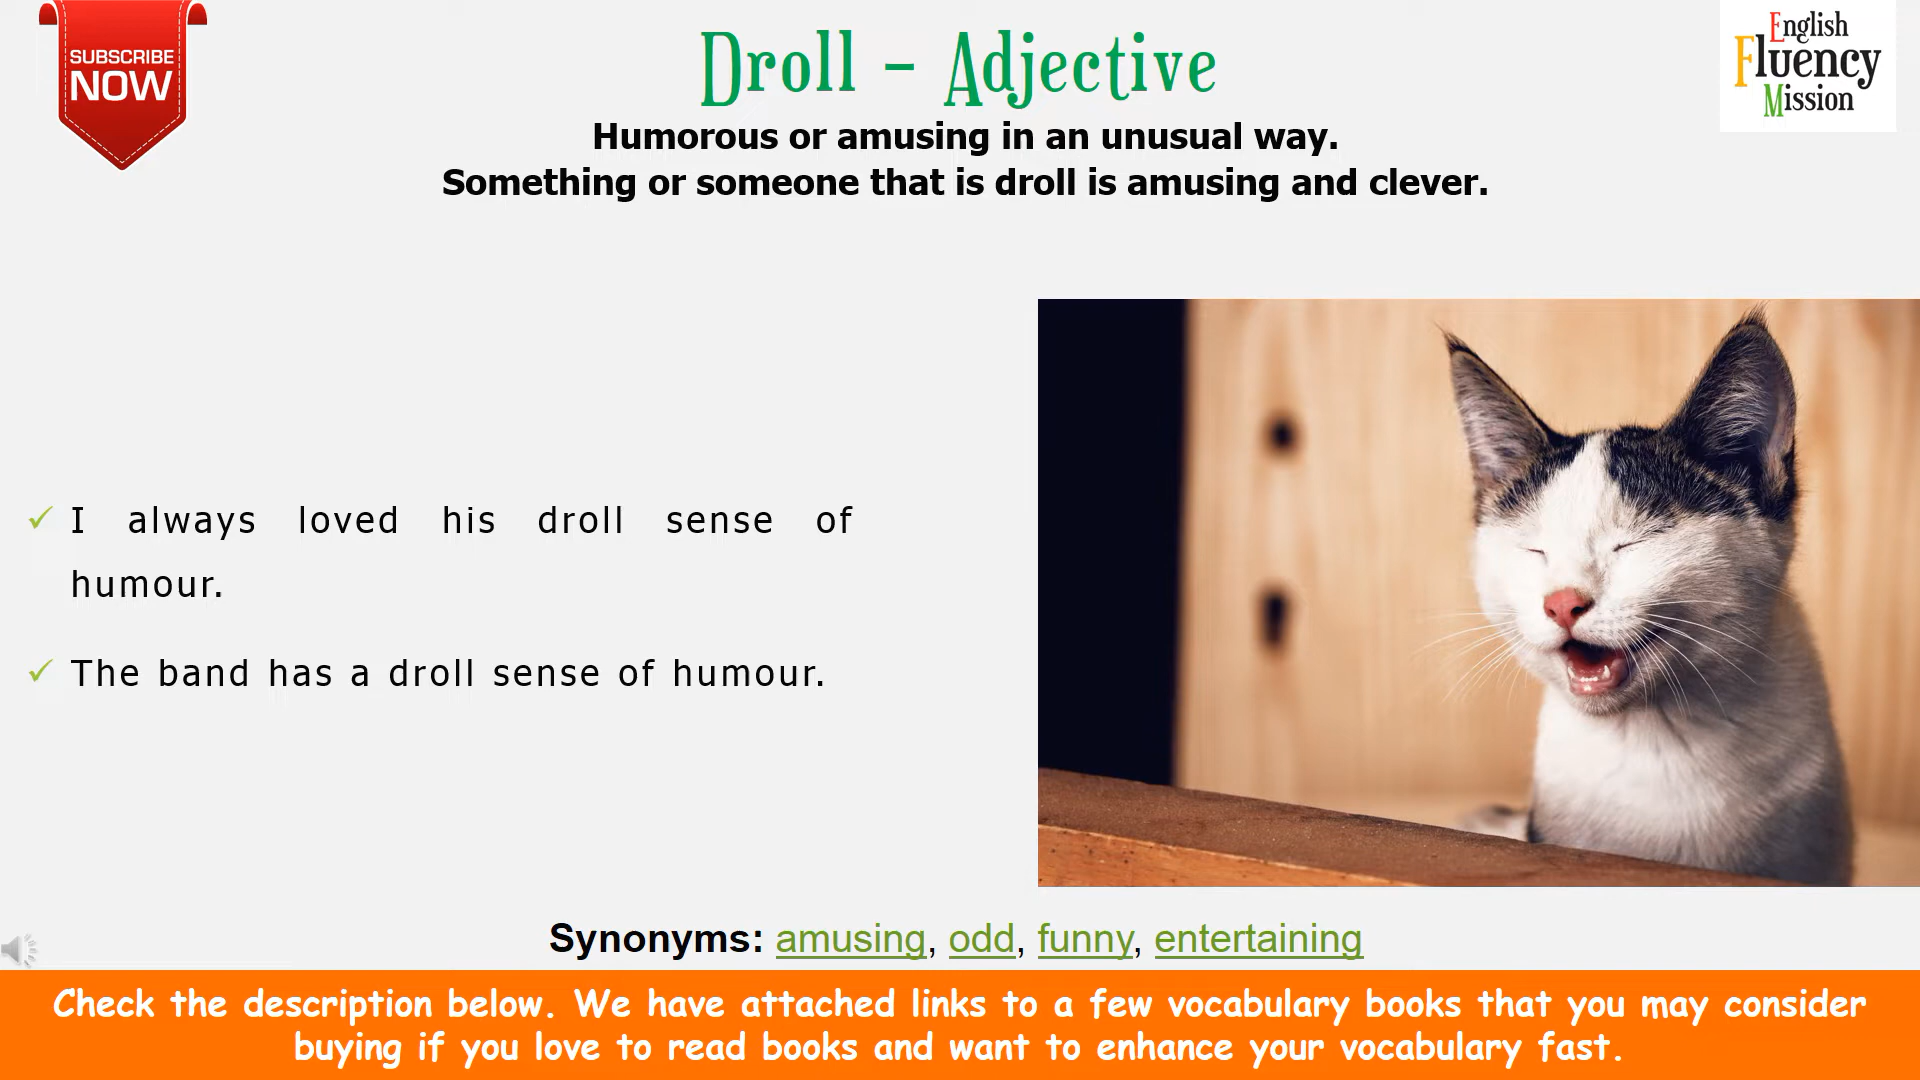 SUBSCRIBE
NOW
Droll - Adjective
English
Fluency
Mission
Humorous or amusing in an unusual way.
Something or someone that is droll is amusing and clever.
I always loved his droll sense of
humour.
The band has a droll sense of humour.
Synonyms: amusing, odd, funny, entertaining
Check the description below. We have attached links to a few vocabulary books that you may consider
buying if you love to read books and want to enhance your vocabulary fast.